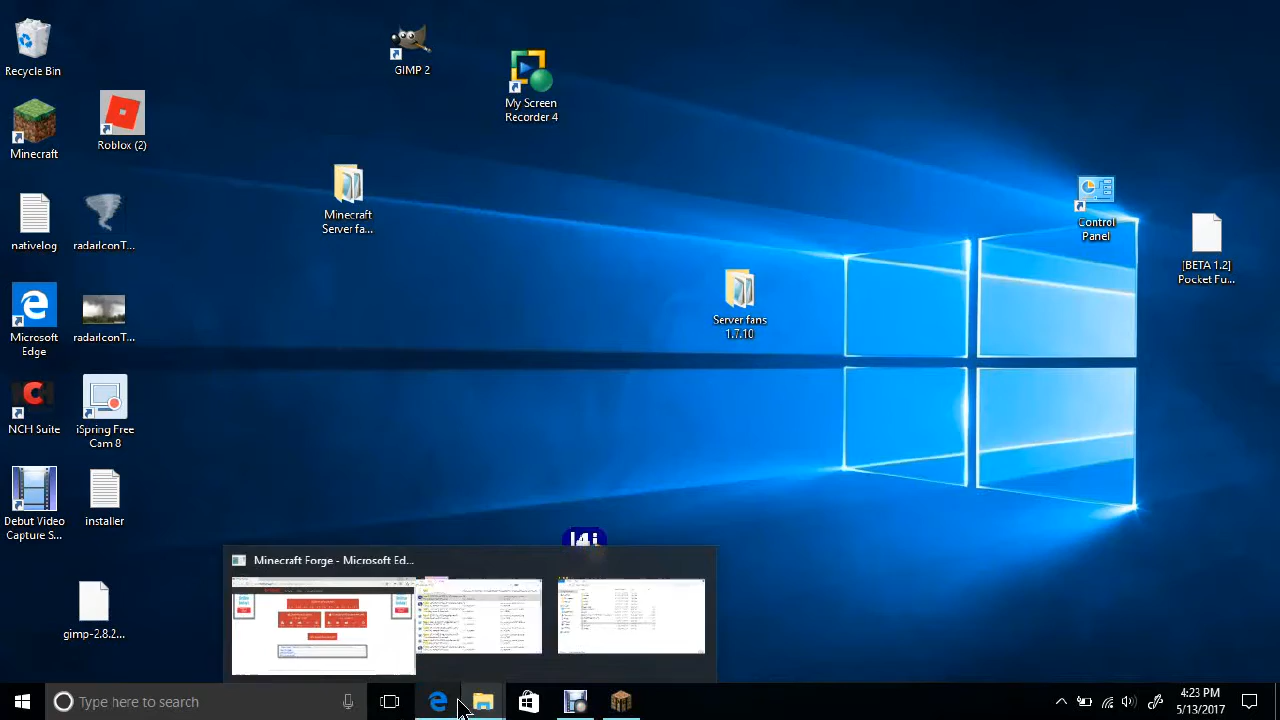 Recycle Bin
GIMP 2
My Screen
Recorder 4
Minecraft
Roblox (2)
Minecraft
Server fa...
Control
Panel
nativelog
radarIconT...
[BETA 1.2]
Rocket Fu...
Server fans
1.7.10
Microsoft
Edge
radarIconT...
NCH Suite
iSpring Free
Cam 8
Debut Video
Capture S...
installer
gimp-2.8.2...
Minecraft Forge - Microsoft Ed...
Type here to search
4:23 PM
5/13/2017